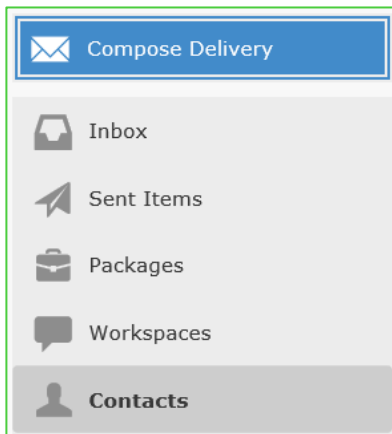 Compose Delivery
Inbox
Sent Items
Packages
Workspaces
Contacts